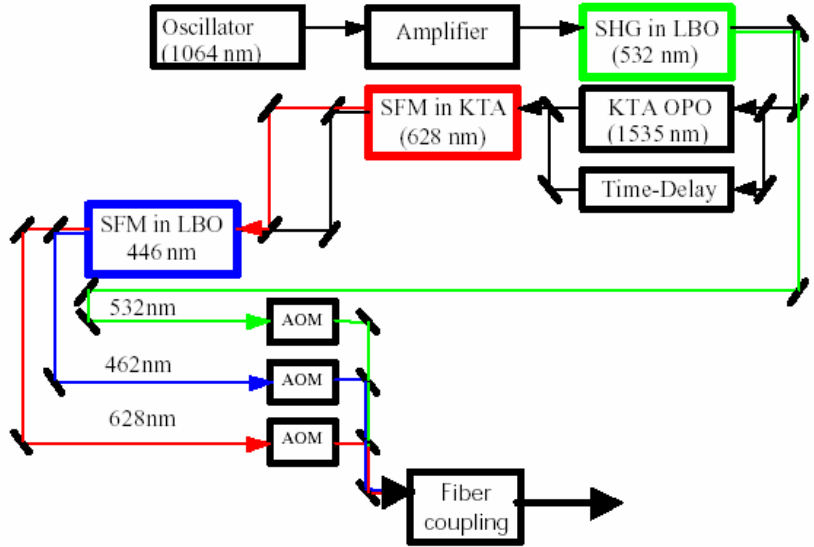 Oscillator
(1064 nm)
Amplifier
SHG in LBO
(532 nm)
SFM in KTA
(628 nm)
KTA OPO
(1535 nm)
Time-Delay
SFM in LBO
446 nm
532nm
AOM
462nm
AOM
628nm
AOM
Fiber
coupling